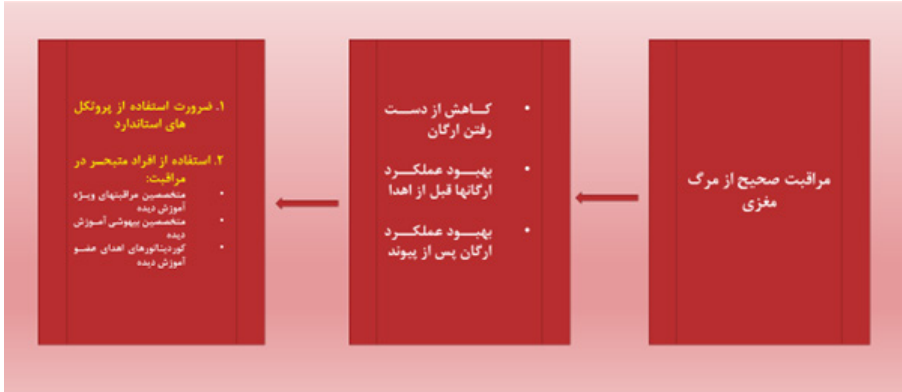 مراقبت صحیح از مرگ
مغزی
• کاهش از دست
رفتن ارگان
• بهبود عملکرد
ارگانها قبل از اهدا
• بهبود عملکرد
ارگان پس از پیوند
۱. ضرورت استفاده از پروتکل
های استاندارد
۲. استفاده از افراد متبحر در
مراقبت:
• متخصصین مراقبتهای ویژه
آموزش دیده
• متخصصین بیهوشی آموزش
دیده
• کوردیناتورهای اهدای عضو
آموزش دیده